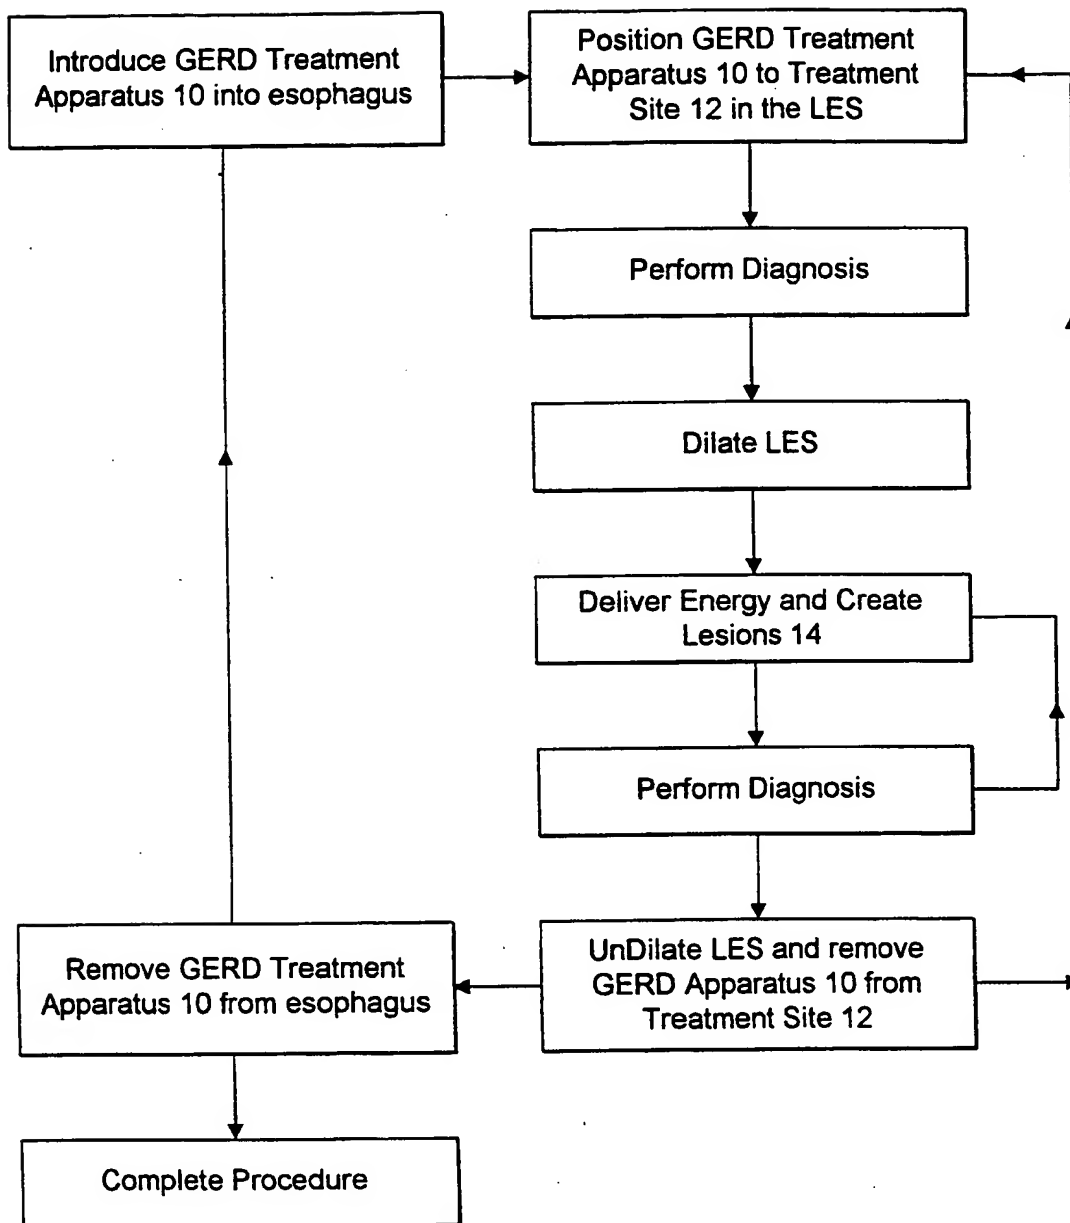 Introduce GERD Treatment
Apparatus 10 into esophagus
Position GERD Treatment
Apparatus 10 to Treatment
Site 12 in the LES
Perform Diagnosis
Dilate LES
Deliver Energy and Create
Lesions 14
Perform Diagnosis
UnDilate LES and remove
GERD Apparatus 10 from
Treatment Site 12
Remove GERD Treatment
Apparatus 10 from esophagus
Complete Procedure